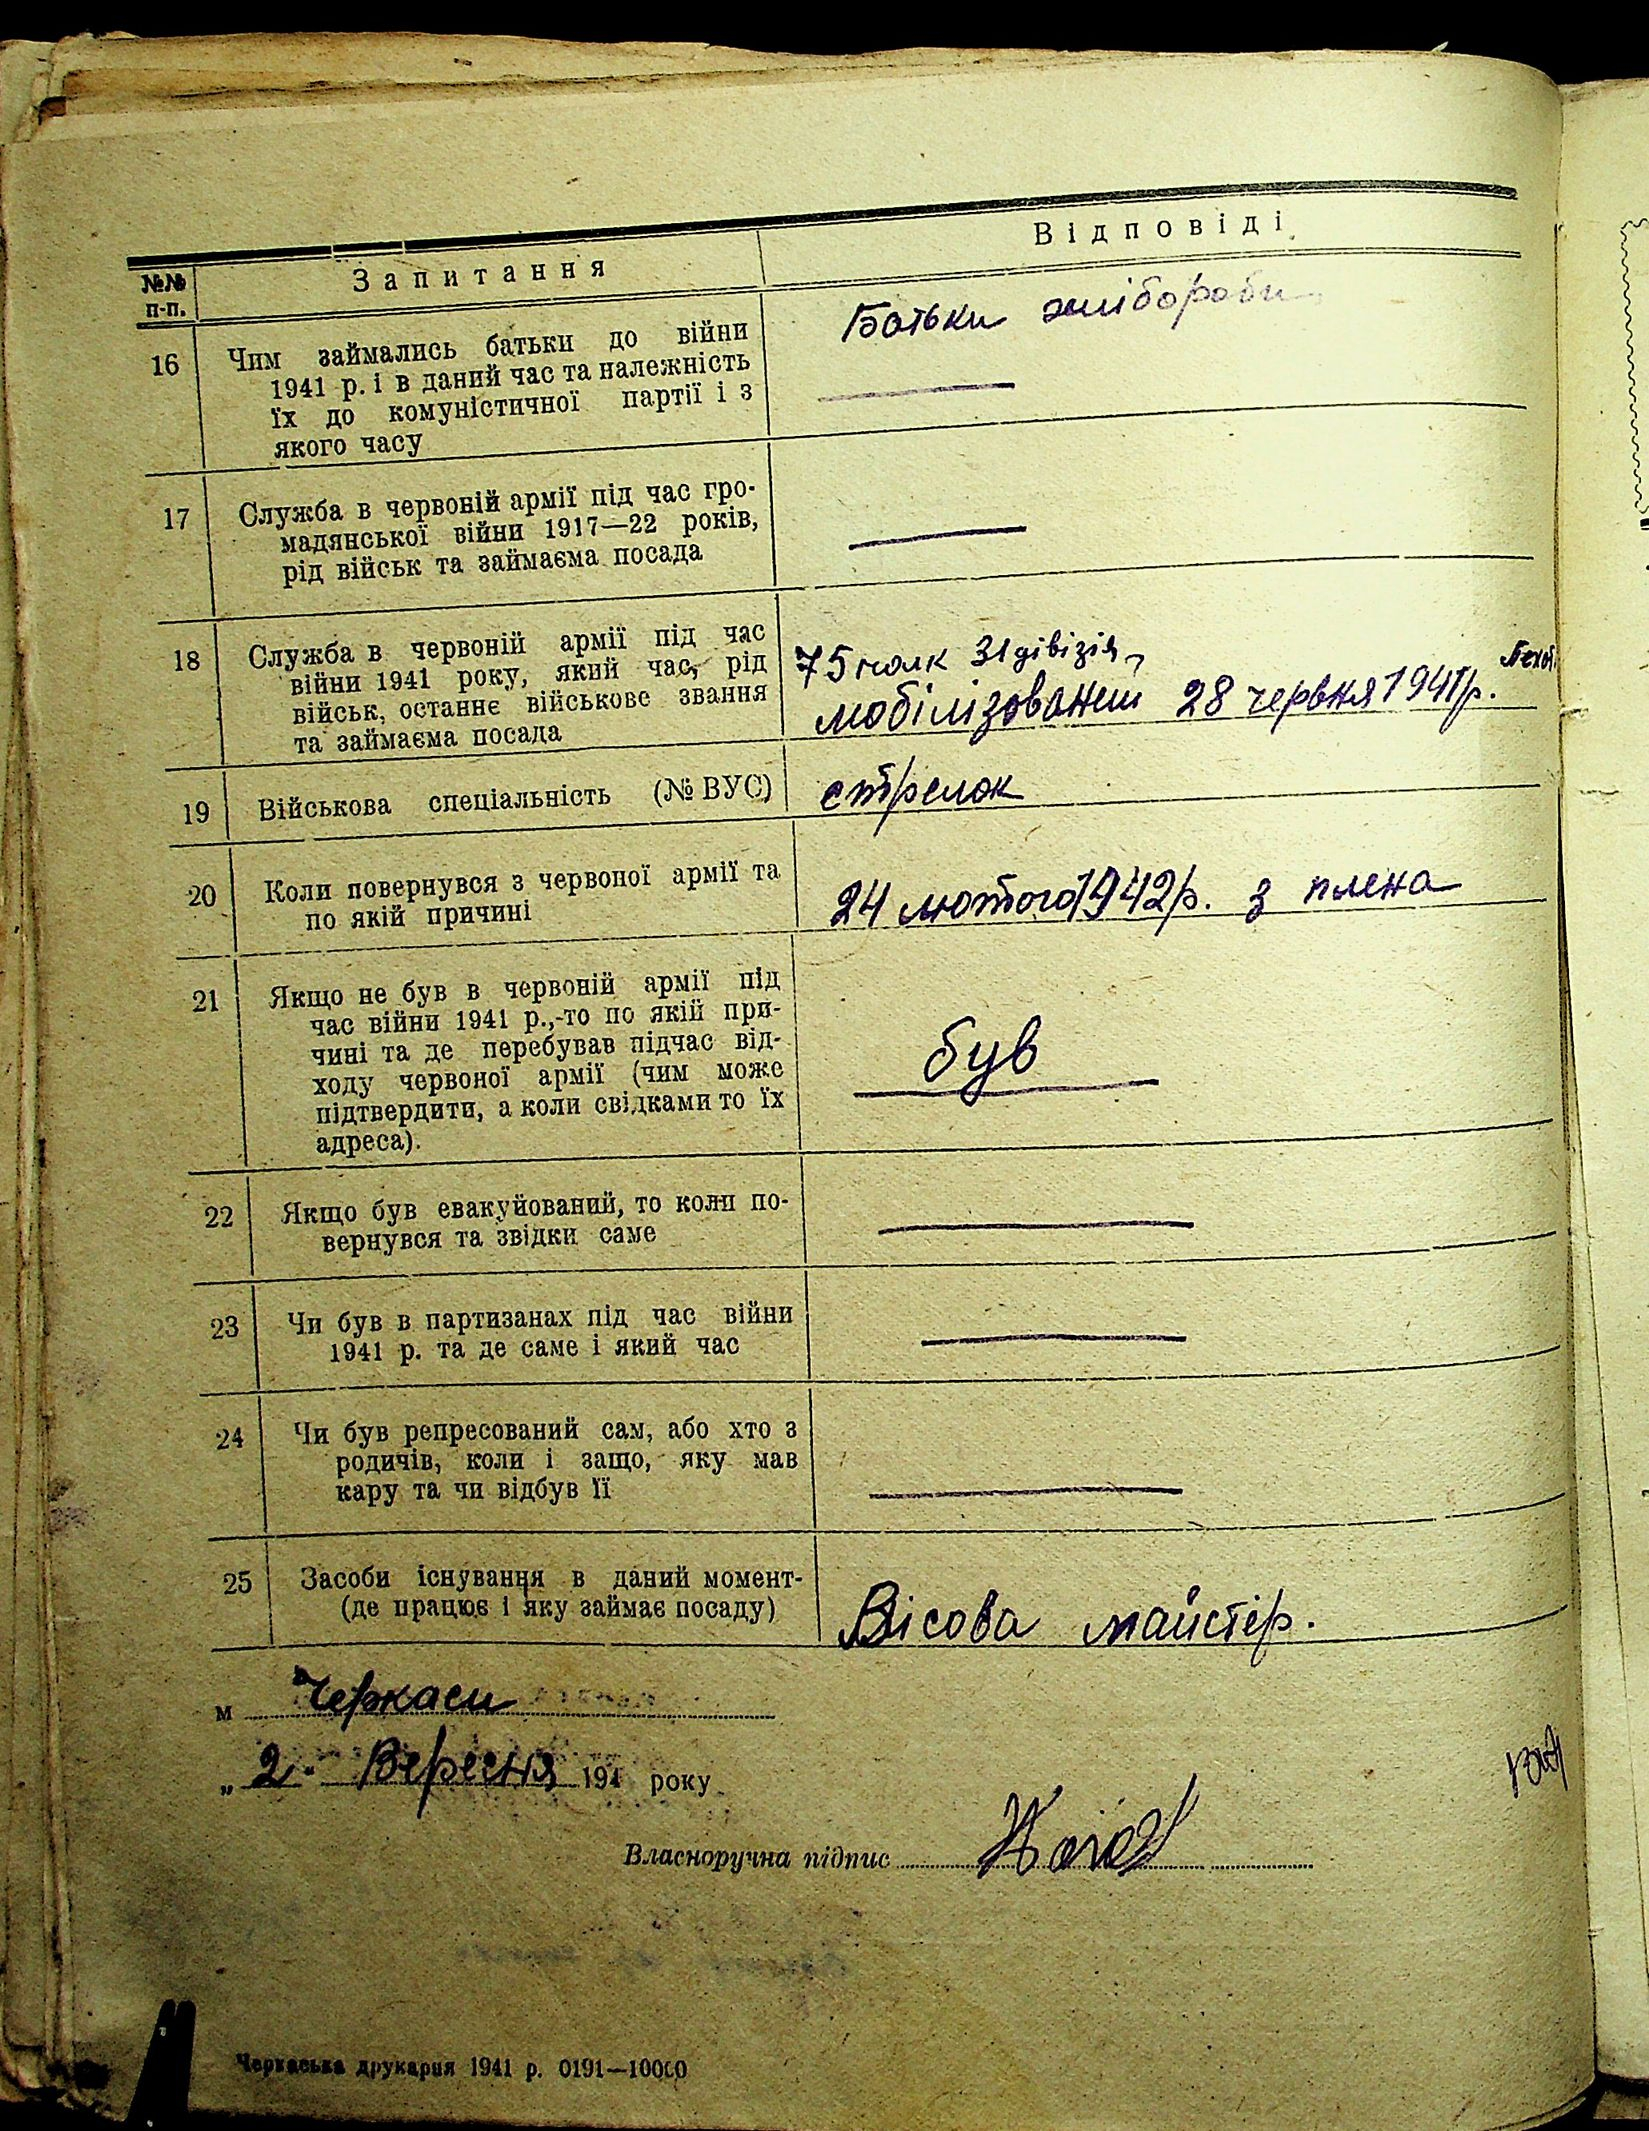 №№ п-п.
Запитання
Відповіді
16
Чим займались батьки до війни
1941 р. і в даний час та належність
їх до комуністичної партії і з
якого часу
Батьки хлібороби
17
Служба в червоній армії під час гро-
мадянської війни 1917—22 років,
рід військ та займаєма посада
18
Служба в червоній армії під час
війни 1941 року, який час, рід
військ, останнє військове звання
та займаєма посада
75 полк 31 дівізія,
мобілізований 28 червня 1941 р.
19
Військова спеціальність (№ ВУС)
стрелок
20
Коли повернувся з червоної армії та
по якій причині
24 лютого 1942 р. з плена
21
Якщо не був в червоній армії під
час війни 1941 р.,-то по якій при-
чині та де перебував підчас від-
ходу червоної армії (чим може
підтвердити, а коли свідками то їх
адреса).
був
22
Якщо був евакуйований, то коли по-
вернувся та звідки саме
23
Чи був в партизанах під час війни
1941 р. та де саме і який час
24
Чи був репресований сам, або хто з
родичів, коли і защо, яку мав
кару та чи відбув її
25
Засоби існування в даний момент-
(де працює і яку займає посаду)
Вісова майстер.
м Черкаси
„ 2. Вересня 194 року
Власноручна підпис
Черкаська друкарня 1941 р. 0191—10000